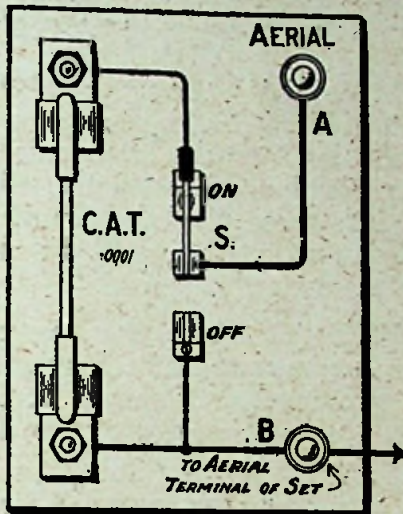 AERIAL
A
ON
C.A.T.
.0001
S.
OFF
B
TO AERIAL
TERMINAL OF SET